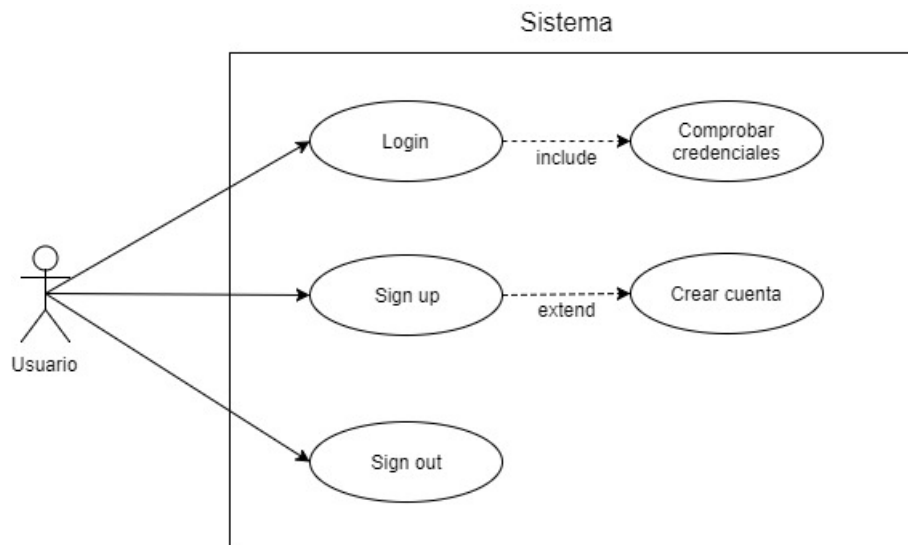 Sistema
Login
include
Comprobar
credenciales
Sign up
extend
Crear cuenta
Usuario
Sign out